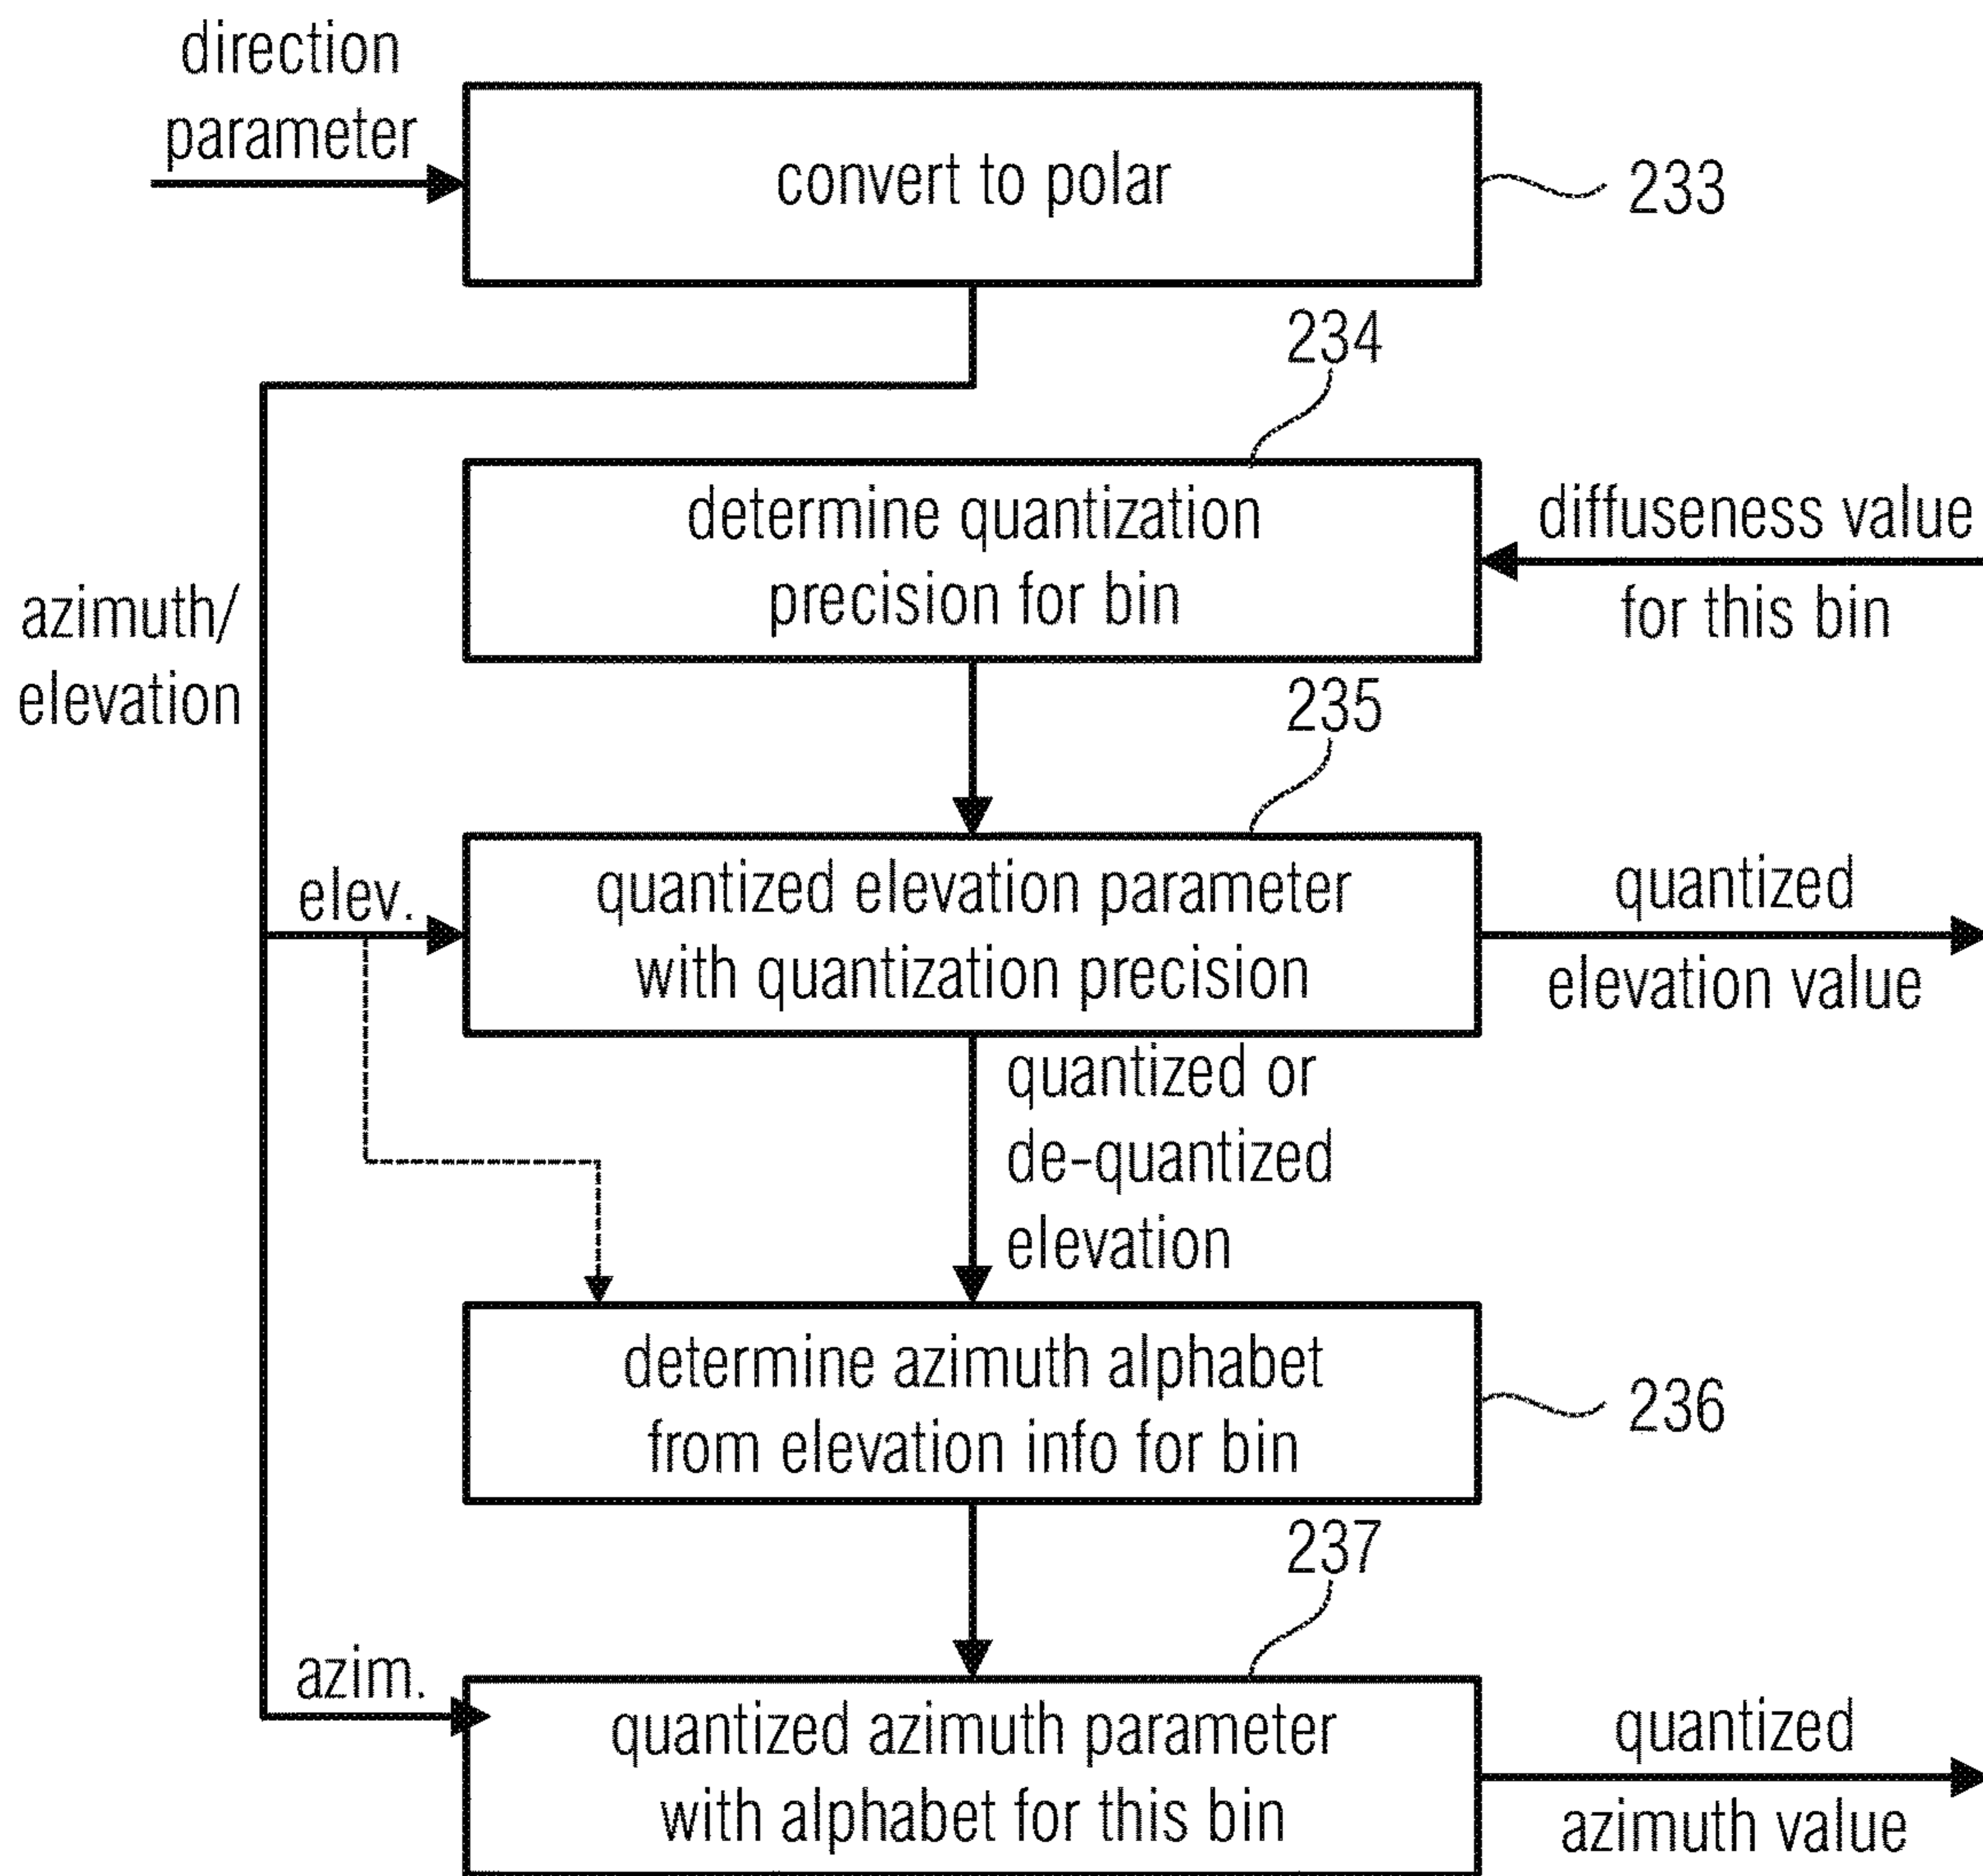 direction
parameter
convert to polar
233
234
determine quantization
precision for bin
diffuseness value
for this bin
azimuth/
elevation
235
elev.
quantized elevation parameter
with quantization precision
quantized
elevation value
quantized or
de-quantized
elevation
determine azimuth alphabet
from elevation info for bin
236
237
azim.
quantized azimuth parameter
with alphabet for this bin
quantized
azimuth value